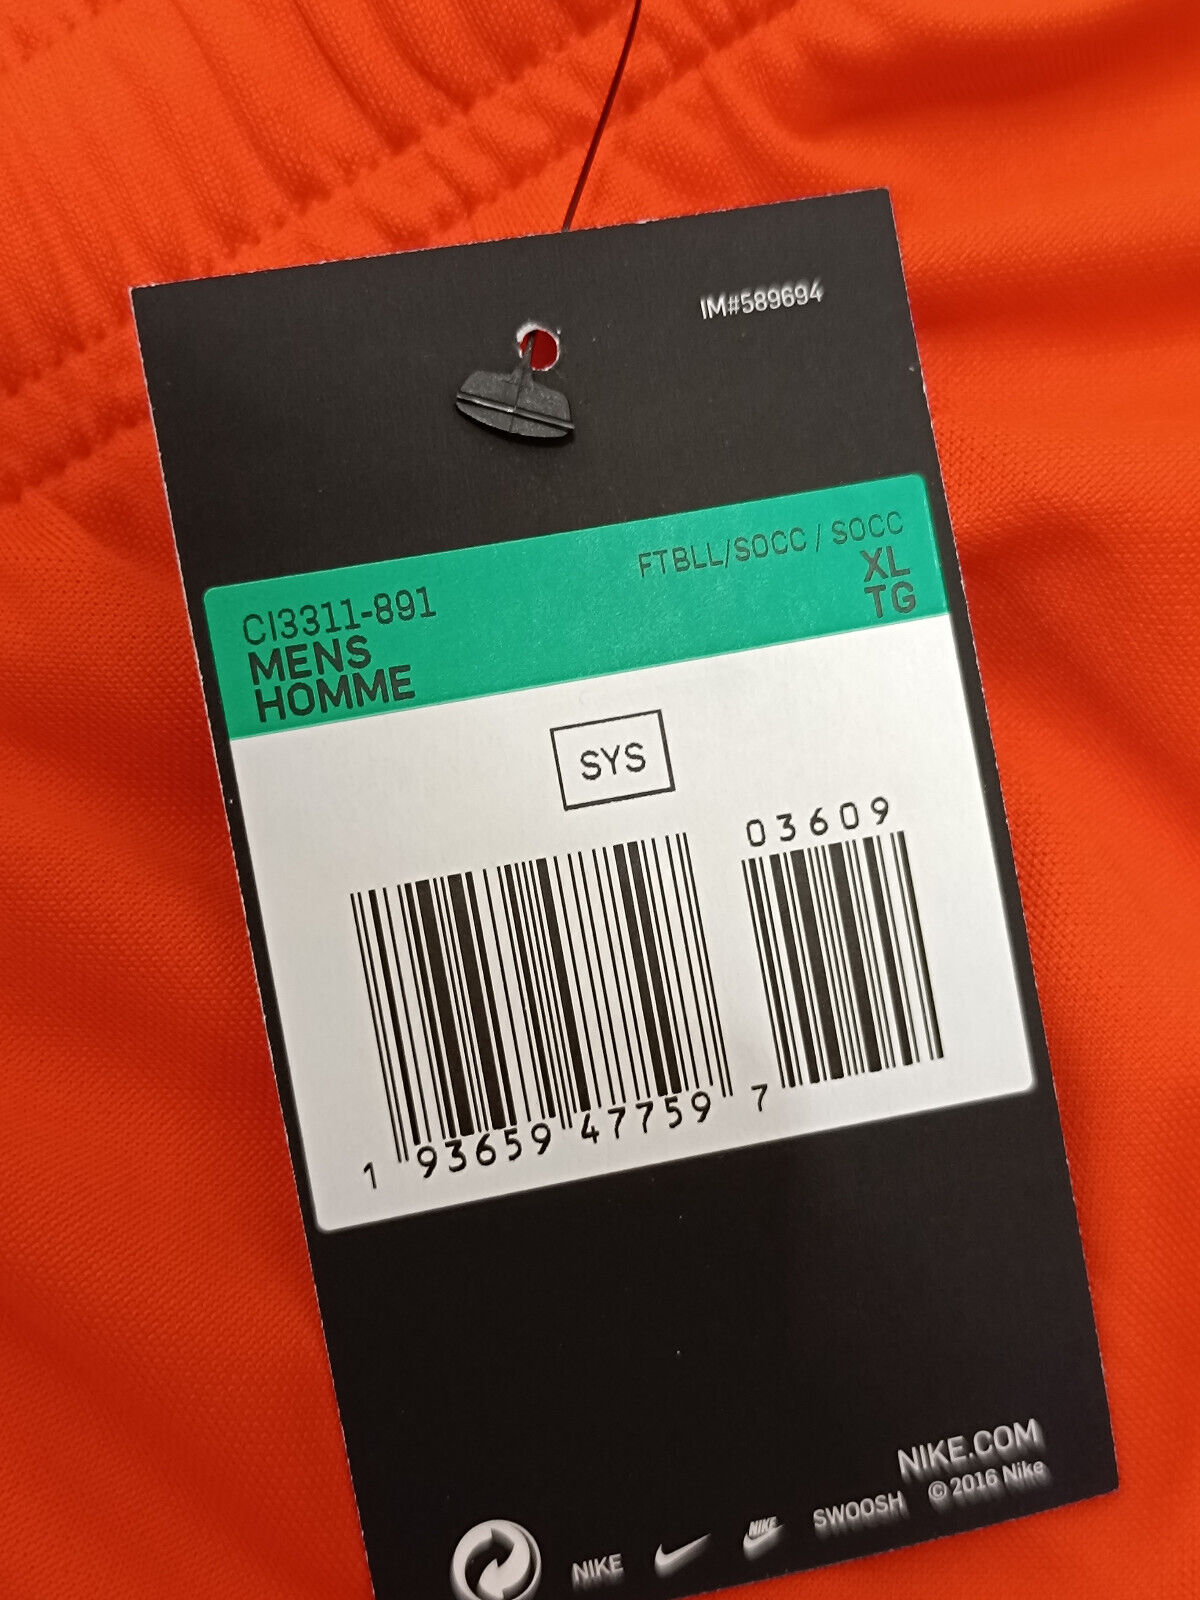 IM#589694
FTBLL/SOCC / SOCC
CI3311-891 XL
MENS TG
HOMME
SYS
03609
1 93659 47759 7
NIKE.COM
©2016 Nike
NIKE NIKE SWOOSH